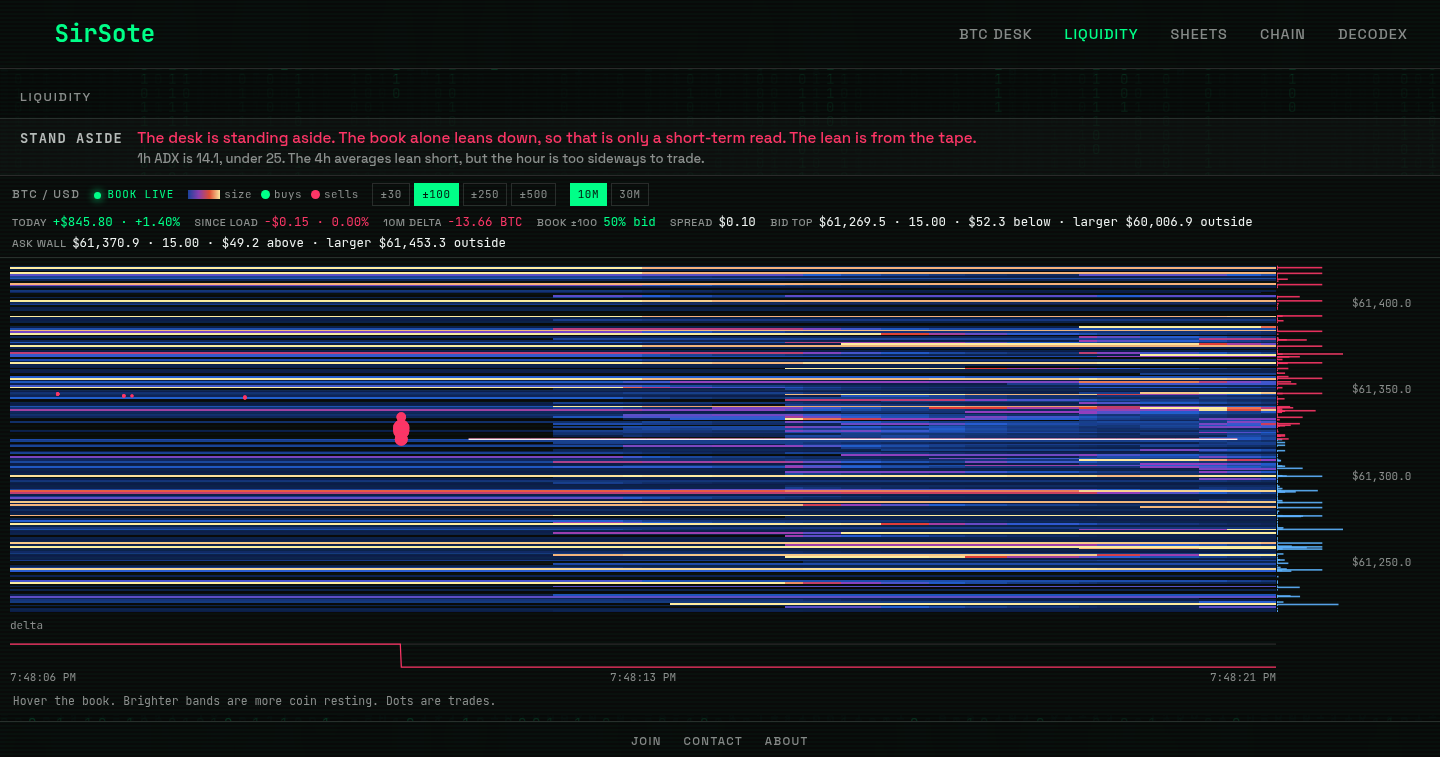 SirSote
BTC DESK LIQUIDITY SHEETS CHAIN DECODEX
LIQUIDITY
STAND ASIDE The desk is standing aside. The book alone leans down, so that is only a short-term read. The lean is from the tape.
1h ADX is 14.1, under 25. The 4h averages lean short, but the hour is too sideways to trade.
BTC / USD BOOK LIVE size buys sells ±30 ±100 ±250 ±500 10M 30M
TODAY +$845.80 · +1.40% SINCE LOAD -$0.15 · 0.00% 10M DELTA -13.66 BTC BOOK ±100 50% bid SPREAD $0.10 BID TOP $61,269.5 · 15.00 · $52.3 below · larger $60,006.9 outside
ASK WALL $61,370.9 · 15.00 · $49.2 above · larger $61,453.3 outside
$61,400.0
$61,350.0
$61,300.0
$61,250.0
delta
7:48:06 PM 7:48:13 PM 7:48:21 PM
Hover the book. Brighter bands are more coin resting. Dots are trades.
JOIN CONTACT ABOUT